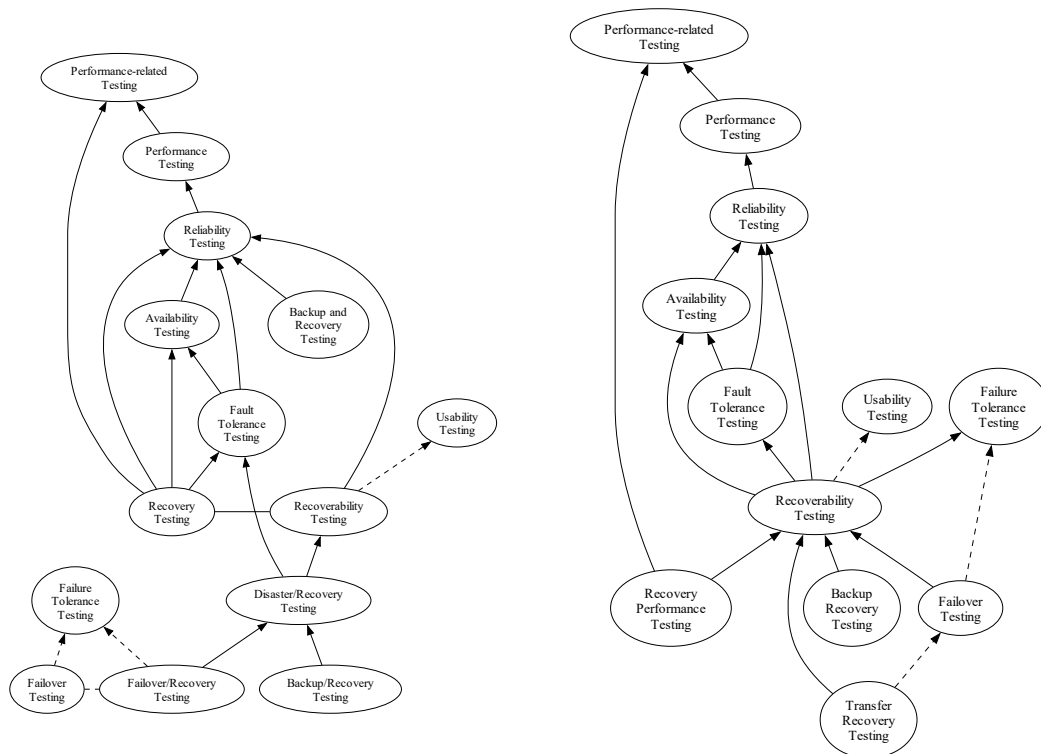 Performance-related
Testing
Performance
Testing
Reliability
Testing
Availability
Testing
Backup and
Recovery
Testing
Fault
Tolerance
Testing
Usability
Testing
Recovery
Testing
Recoverability
Testing
Failure
Tolerance
Testing
Disaster/Recovery
Testing
Failover
Testing
Failover/Recovery
Testing
Backup/Recovery
Testing
Performance-related
Testing
Performance
Testing
Reliability
Testing
Availability
Testing
Fault
Tolerance
Testing
Usability
Testing
Failure
Tolerance
Testing
Recoverability
Testing
Recovery
Performance
Testing
Backup
Recovery
Testing
Failover
Testing
Transfer
Recovery
Testing